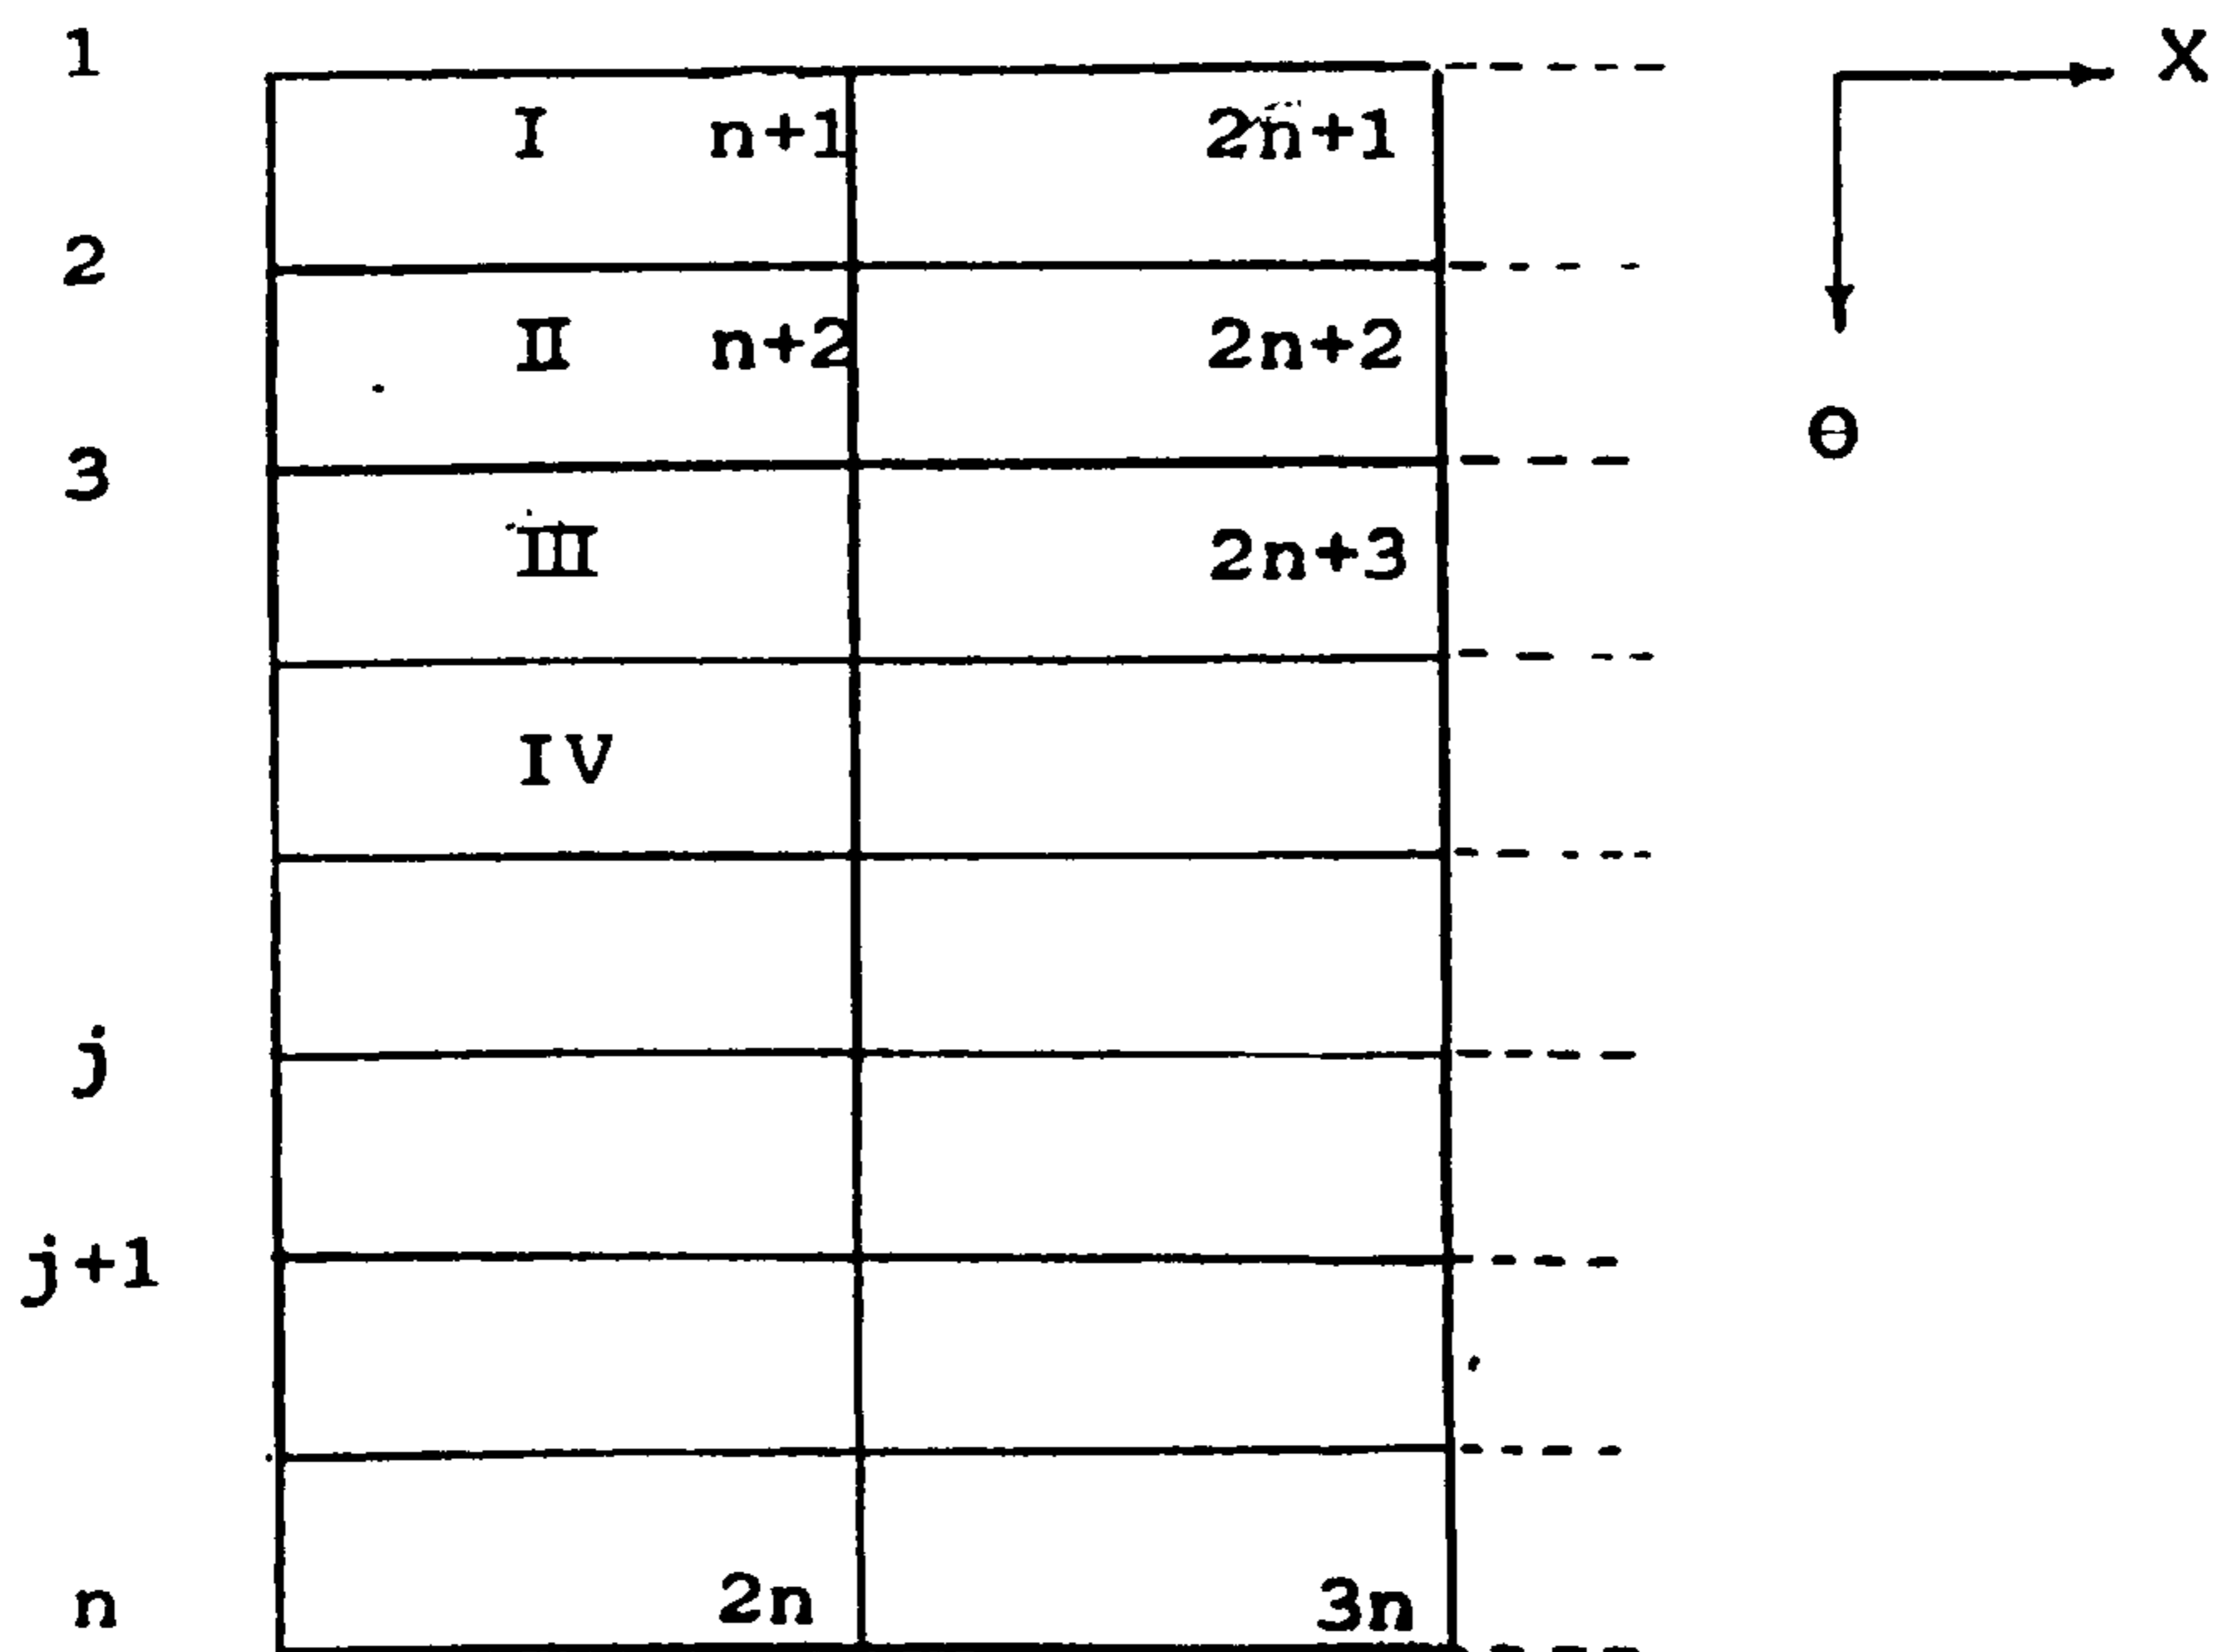 1
X
I n+1 2n+1
2
II n+2 2n+2
θ
3
III 2n+3
IV
j
j+1
n 2n 3n